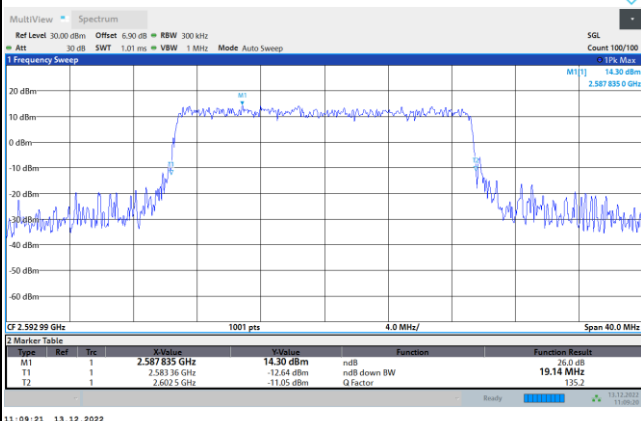 MultiView Spectrum
Ref Level 30.00 dBm Offset 6.90 dB RBW 300 kHz SGL
Att 30 dB SWT 1.01 ms VBW 1 MHz Mode Auto Sweep Count 100/100
1 Frequency Sweep 1Pk Max
M1[1] 14.30 dBm
2.587 835 0 GHz
20 dBm
M1
10 dBm
0 dBm
-10 dBm
T1 T2
-20 dBm
-30 dBm
-40 dBm
-50 dBm
-60 dBm
CF 2.592 99 GHz 1001 pts 4.0 MHz/ Span 40.0 MHz
2 Marker Table
Type Ref Trc X-Value Y-Value Function Function Result
M1 1 2.587 835 GHz 14.30 dBm ndB 26.0 dB
T1 1 2.583 36 GHz -12.64 dBm ndB down BW 19.14 MHz
T2 1 2.602 5 GHz -11.05 dBm Q Factor 135.2
Ready 13.12.2022
11:09:20
11:09:21 13.12.2022